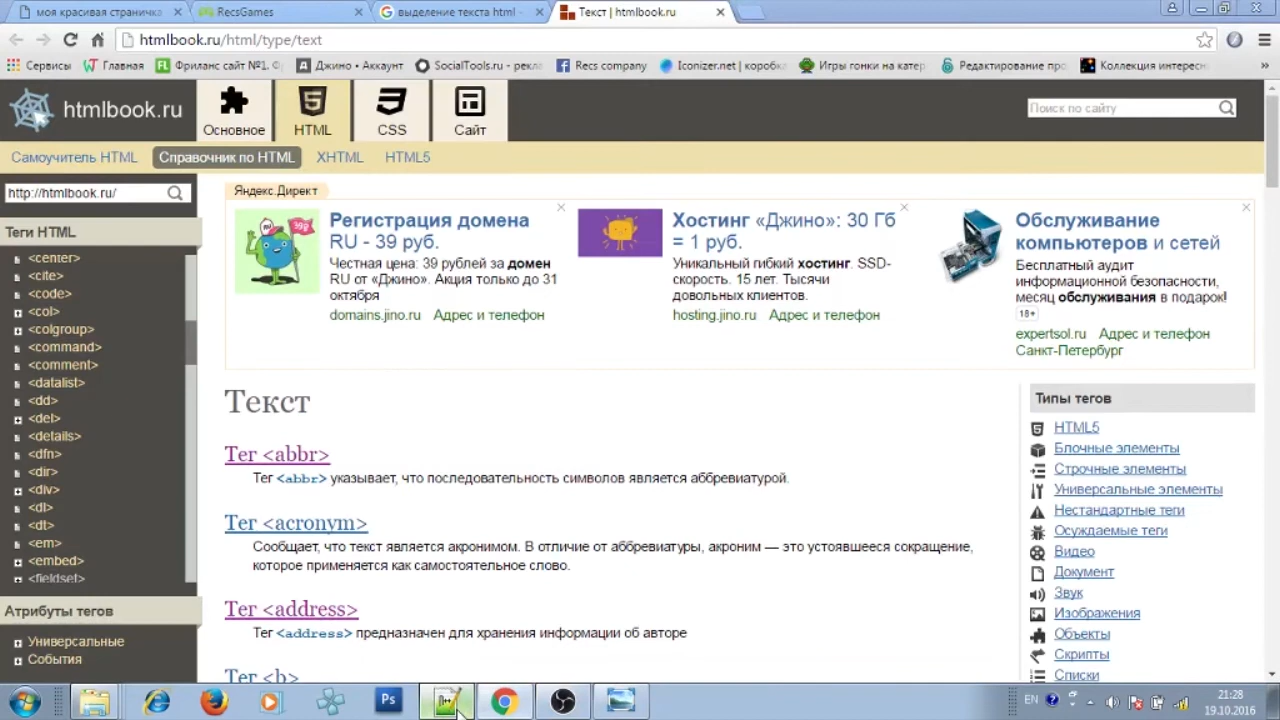 моя красивая страничка
RecsGames
выделение текста html -
Текст | htmlbook.ru
htmlbook.ru/html/type/text
Сервисы
Главная
Фриланс сайт №1.
Джино • Аккаунт
SocialTools.ru - рекла
Recs company
Iconizer.net | коробка
Игры гонки на катер
Редактирование про
Коллекция интересн
»
htmlbook.ru
Основное
HTML
CSS
Сайт
Поиск по сайту
Самоучитель HTML
Справочник по HTML
XHTML
HTML5
http://htmlbook.ru/
Теги HTML
<center>
<cite>
<code>
<col>
<colgroup>
<command>
<comment>
<datalist>
<dd>
<del>
<details>
<dfn>
<dir>
<div>
<dl>
<dt>
<em>
<embed>
<fieldset>
Атрибуты тегов
Универсальные
События
Яндекс.Директ
Регистрация домена
RU - 39 руб.
Честная цена: 39 рублей за домен
RU от «Джино». Акция только до 31
октября
domains.jino.ru Адрес и телефон
Хостинг «Джино»: 30 Гб
= 1 руб.
Уникальный гибкий хостинг. SSD-
скорость. 15 лет. Тысячи
довольных клиентов.
hosting.jino.ru Адрес и телефон
Обслуживание
компьютеров и сетей
Бесплатный аудит
информационной безопасности,
месяц обслуживания в подарок!
18+
expertsol.ru Адрес и телефон
Санкт-Петербург
Текст
Тег <abbr>
Тег <abbr> указывает, что последовательность символов является аббревиатурой.
Тег <acronym>
Сообщает, что текст является акронимом. В отличие от аббревиатуры, акроним — это устоявшееся сокращение,
которое применяется как самостоятельное слово.
Тег <address>
Тег <address> предназначен для хранения информации об авторе
Тег <b>
Типы тегов
HTML5
Блочные элементы
Строчные элементы
Универсальные элементы
Нестандартные теги
Осуждаемые теги
Видео
Документ
Звук
Изображения
Объекты
Скрипты
Списки
Ps
EN
21:28
19.10.2016